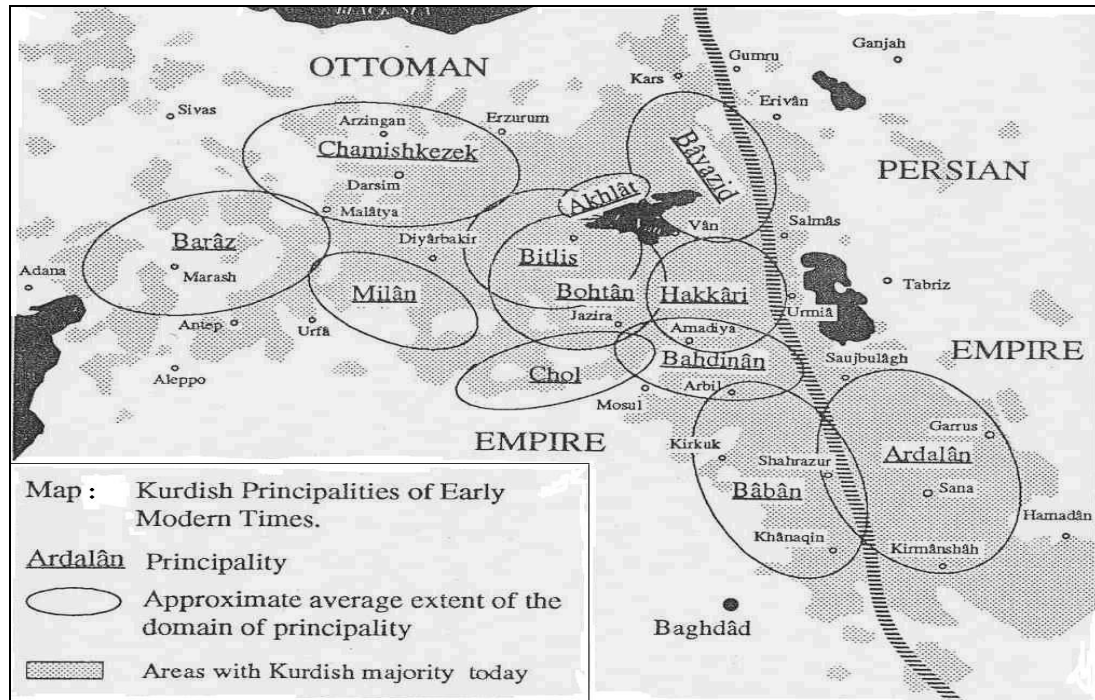 BLACK SEA
Ganjah
Gumru
OTTOMAN
Kars
Erivân
Sivas
Arzingan
Erzurum
Chamishkezek
Bâyazid
PERSIAN
Darsim
Akhlât
Malâtya
Salmâs
Vân
Diyârbakir
Barâz
Bitlis
Marash
Adana
Tabriz
Milân
Bohtân
Hakkâri
Urmiâ
Jazira
Antep
Urfâ
Amadiya
EMPIRE
Bahdinân
Saujbulâgh
Aleppo
Chol
Arbil
Mosul
Garrus
EMPIRE
Kirkuk
Ardalân
Shahrazur
Bâbân
Sana
Hamadân
Khânaqin
Kirmânshâh
Baghdâd
Map : Kurdish Principalities of Early
Modern Times.
Ardalân Principality
Approximate average extent of the
domain of principality
Areas with Kurdish majority today